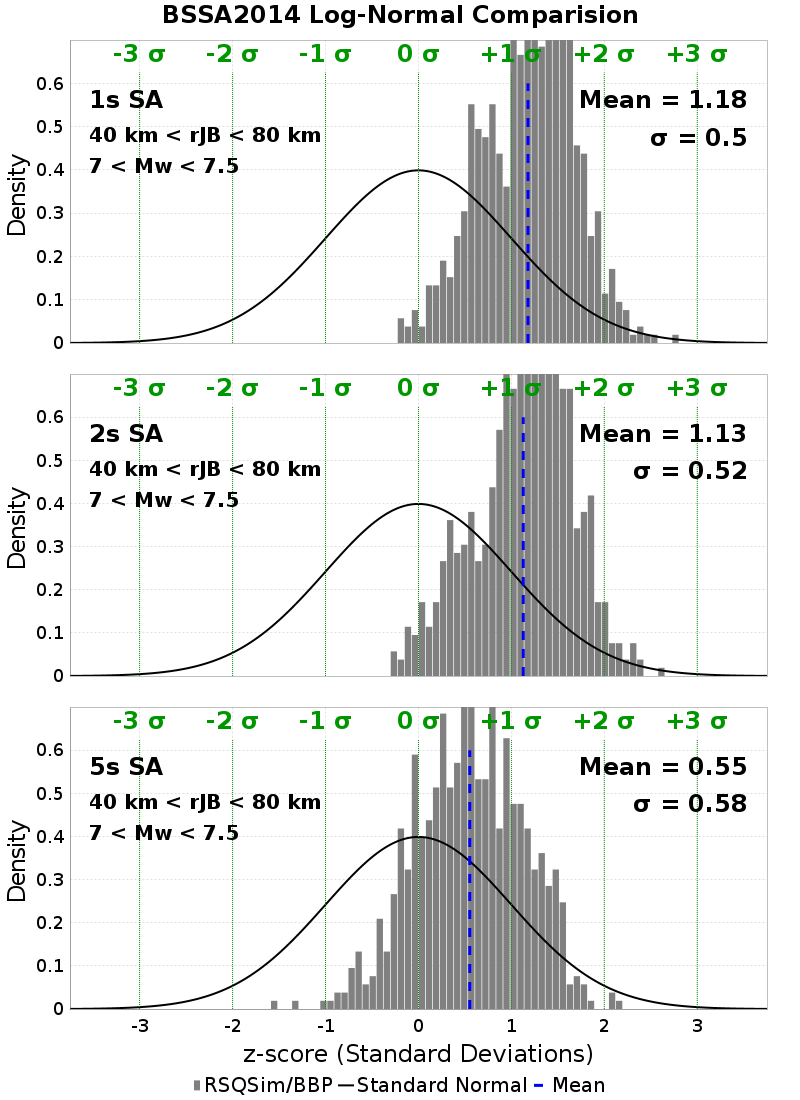 BSSA2014 Log-Normal Comparision
-3 σ -2 σ -1 σ 0 σ +1 σ +2 σ +3 σ
0.6
1s SA Mean = 1.18
0.5
40 km < rJB < 80 km σ = 0.5
7 < Mw < 7.5
0.4
0.3
0.2
0.1
0
Density
-3 σ -2 σ -1 σ 0 σ +1 σ +2 σ +3 σ
0.6
2s SA Mean = 1.13
0.5
40 km < rJB < 80 km σ = 0.52
7 < Mw < 7.5
0.4
0.3
0.2
0.1
0
Density
-3 σ -2 σ -1 σ 0 σ +1 σ +2 σ +3 σ
0.6
5s SA Mean = 0.55
0.5
40 km < rJB < 80 km σ = 0.58
7 < Mw < 7.5
0.4
0.3
0.2
0.1
0
Density
-3 -2 -1 0 1 2 3
z-score (Standard Deviations)
RSQSim/BBP Standard Normal Mean